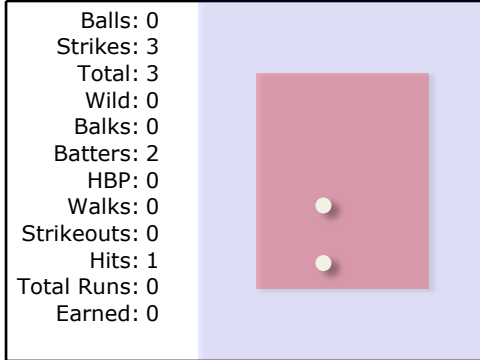 Balls: 0
Strikes: 3
Total: 3
Wild: 0
Balks: 0
Batters: 2
HBP: 0
Walks: 0
Strikeouts: 0
Hits: 1
Total Runs: 0
Earned: 0